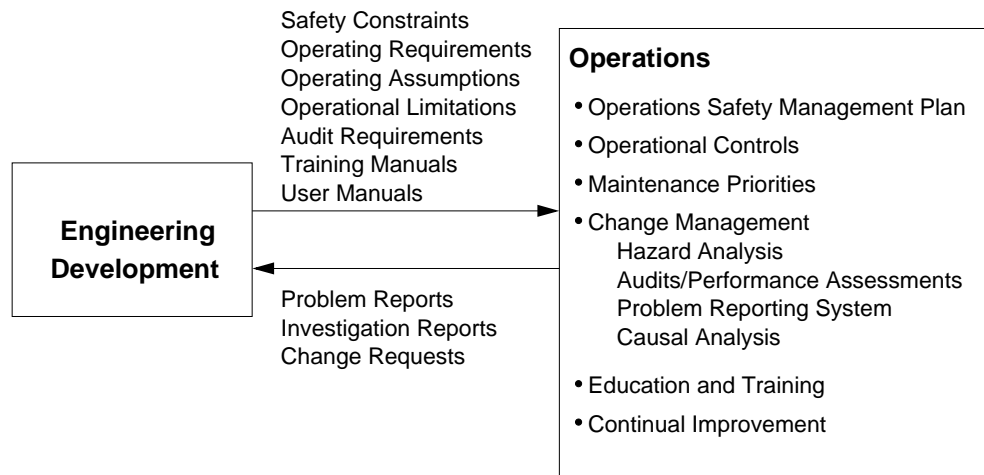 Safety Constraints
Operating Requirements
Operating Assumptions
Operational Limitations
Audit Requirements
Training Manuals
User Manuals
Engineering
Development
Problem Reports
Investigation Reports
Change Requests
Operations
• Operations Safety Management Plan
• Operational Controls
• Maintenance Priorities
• Change Management
Hazard Analysis
Audits/Performance Assessments
Problem Reporting System
Causal Analysis
• Education and Training
• Continual Improvement